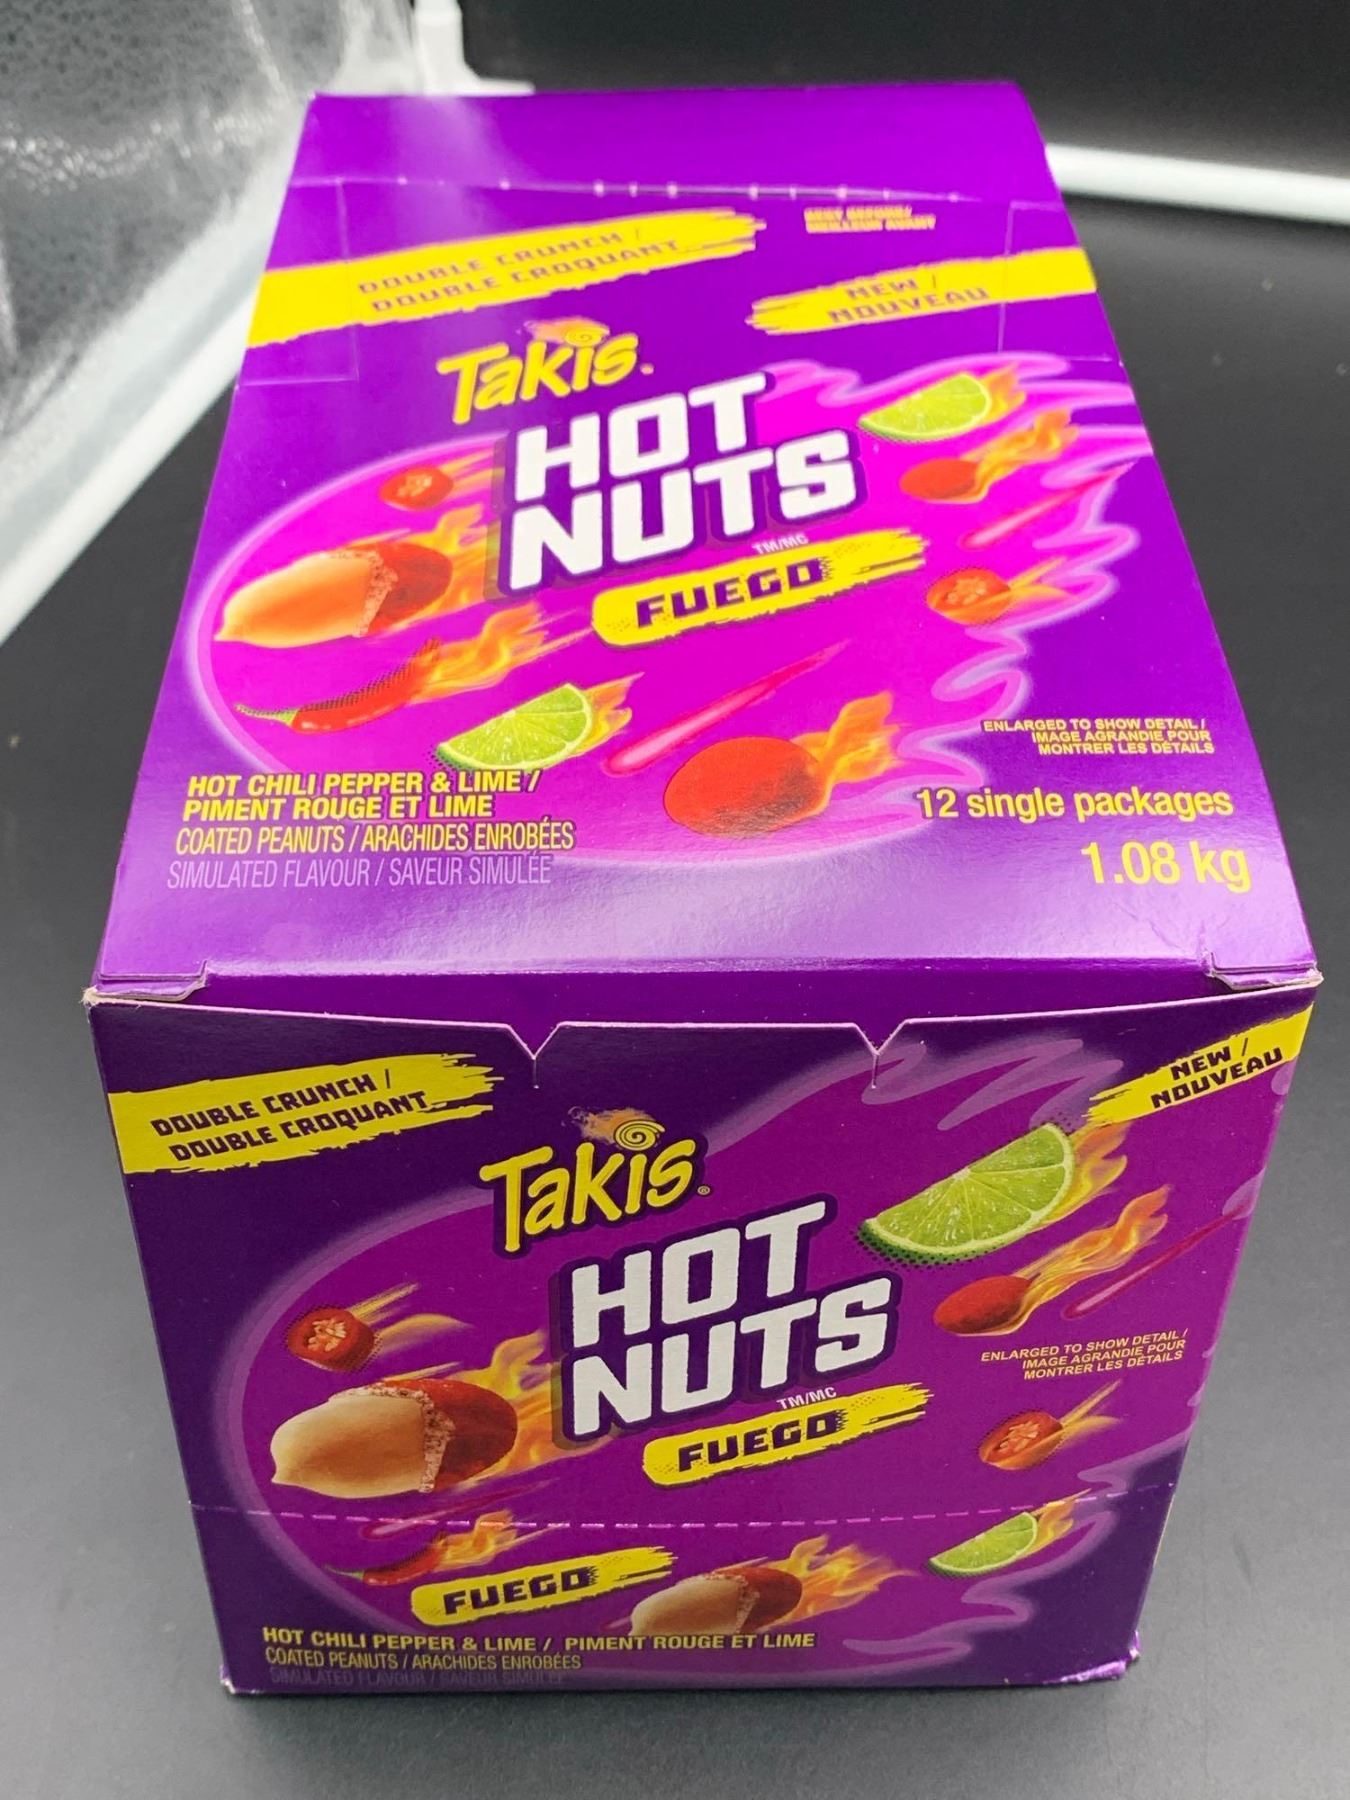 DOUBLE CRUNCH /
DOUBLE CROQUANT
BEST BEFORE/
MEILLEUR AVANT
NEW /
NOUVEAU
Takis
HOT
NUTS
TM/MC
FUEGO
ENLARGED TO SHOW DETAIL /
IMAGE AGRANDIE POUR
MONTRER LES DÉTAILS
HOT CHILI PEPPER & LIME /
PIMENT ROUGE ET LIME
COATED PEANUTS / ARACHIDES ENROBÉES
SIMULATED FLAVOUR / SAVEUR SIMULÉE
12 single packages
1.08 kg
DOUBLE CRUNCH /
DOUBLE CROQUANT
NEW /
NOUVEAU
Takis®
HOT
NUTS
TM/MC
FUEGO
ENLARGED TO SHOW DETAIL /
IMAGE AGRANDIE POUR
MONTRER LES DÉTAILS
FUEGO
HOT CHILI PEPPER & LIME / PIMENT ROUGE ET LIME
COATED PEANUTS / ARACHIDES ENROBÉES
SIMULATED FLAVOUR / SAVEUR SIMULÉE